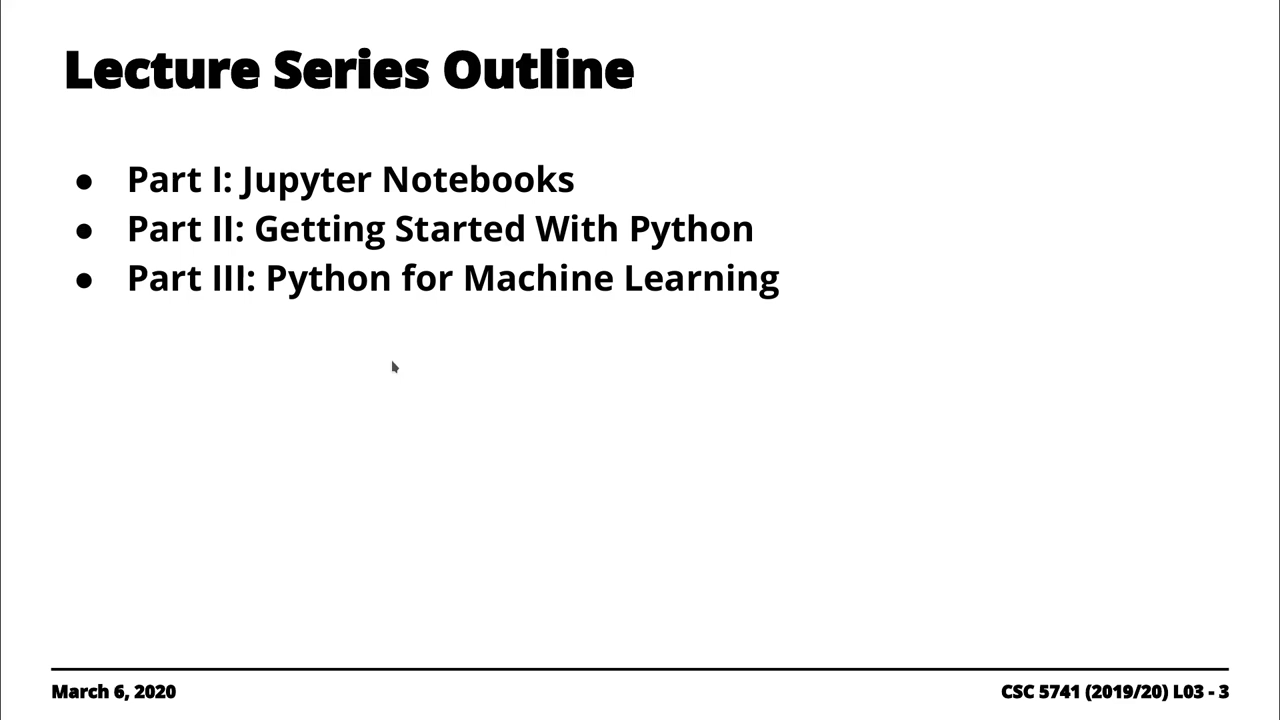 Lecture Series Outline
● Part I: Jupyter Notebooks
● Part II: Getting Started With Python
● Part III: Python for Machine Learning
March 6, 2020
CSC 5741 (2019/20) L03 - 3